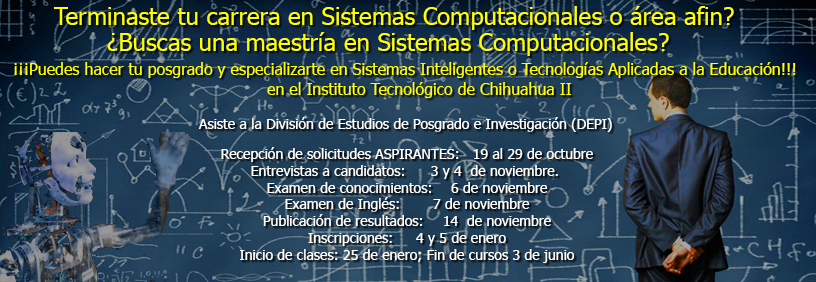 Terminaste tu carrera en Sistemas Computacionales o área afin?
¿Buscas una maestría en Sistemas Computacionales?
¡¡¡Puedes hacer tu posgrado y especializarte en Sistemas Inteligentes o Tecnologías Aplicadas a la Educación!!!
en el Instituto Tecnológico de Chihuahua II
Asiste a la División de Estudios de Posgrado e Investigación (DEPI)
Recepción de solicitudes ASPIRANTES: 19 al 29 de octubre
Entrevistas a candidatos: 3 y 4 de noviembre.
Examen de conocimientos: 6 de noviembre
Examen de Inglés: 7 de noviembre
Publicación de resultados: 14 de noviembre
Inscripciones: 4 y 5 de enero
Inicio de clases: 25 de enero; Fin de cursos 3 de junio